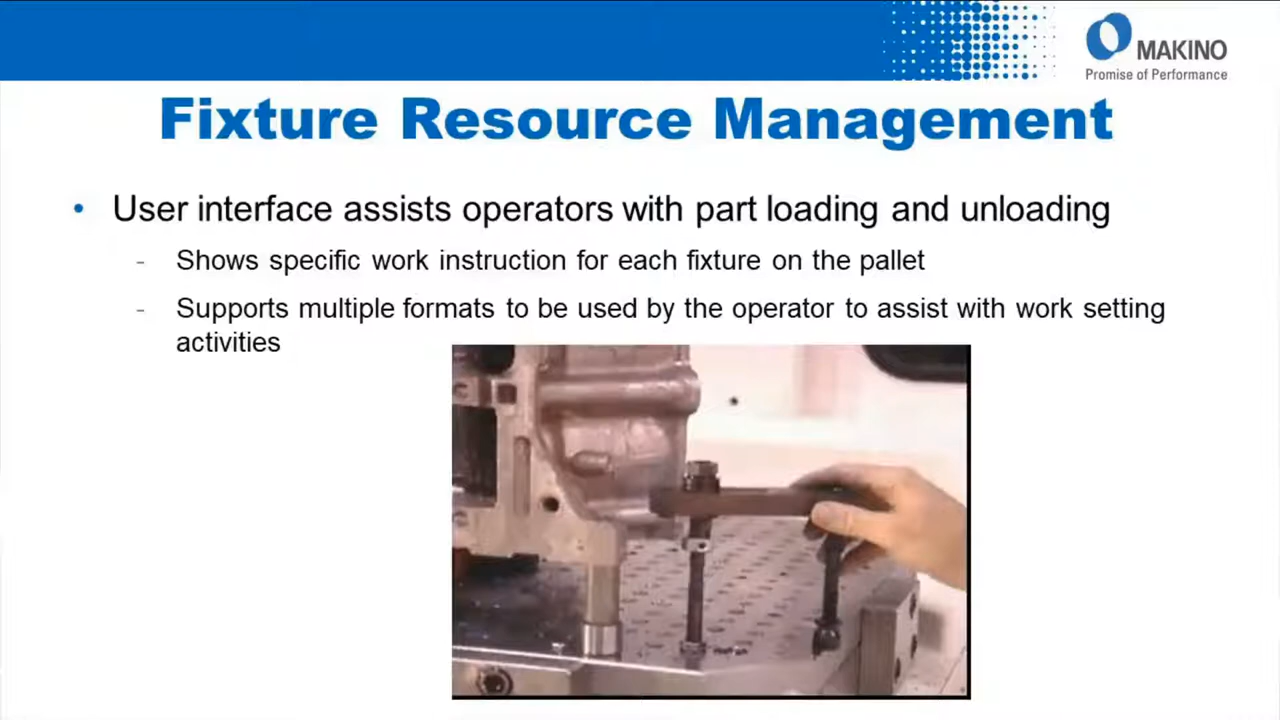 MAKINO
Promise of Performance
Fixture Resource Management
• User interface assists operators with part loading and unloading
- Shows specific work instruction for each fixture on the pallet
- Supports multiple formats to be used by the operator to assist with work setting
activities